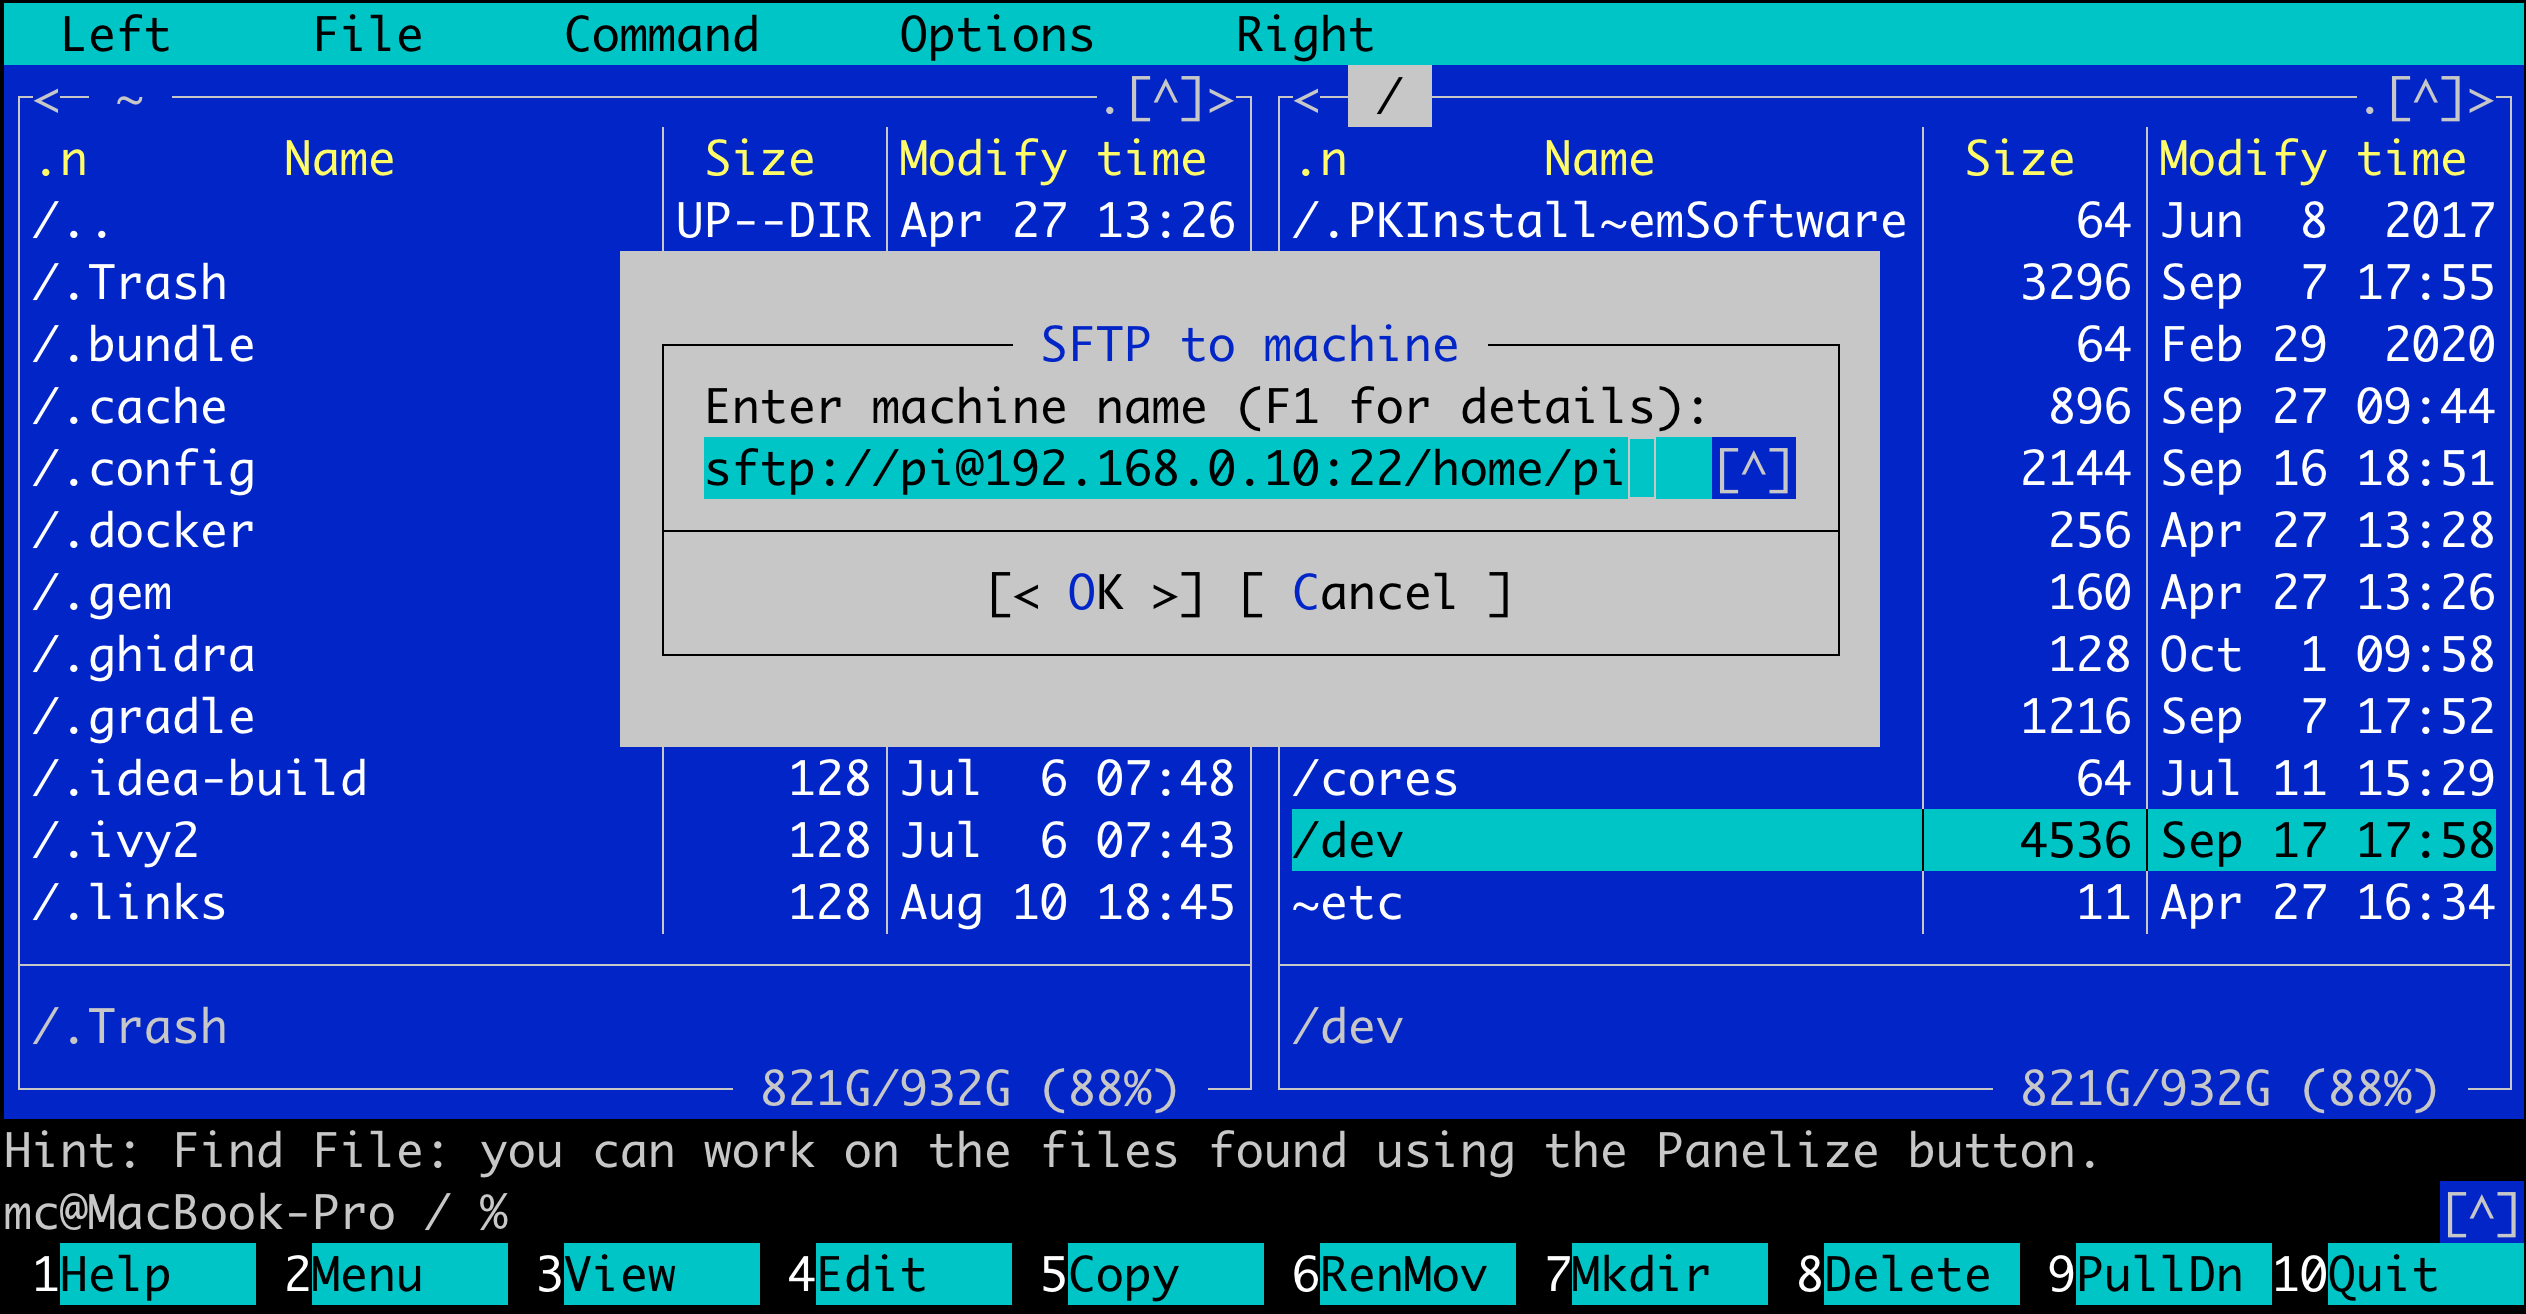 Left File Command Options Right
<─ ~ ─.[^]> <─ / ─.[^]>
.n Name Size Modify time .n Name Size Modify time
/.. UP--DIR Apr 27 13:26 /.PKInstall~emSoftware 64 Jun 8 2017
/.Trash 3296 Sep 7 17:55
/.bundle SFTP to machine 64 Feb 29 2020
/.cache Enter machine name (F1 for details): 896 Sep 27 09:44
/.config sftp://pi@192.168.0.10:22/home/pi [^] 2144 Sep 16 18:51
/.docker 256 Apr 27 13:28
/.gem [< OK >] [ Cancel ] 160 Apr 27 13:26
/.ghidra 128 Oct 1 09:58
/.gradle 1216 Sep 7 17:52
/.idea-build 128 Jul 6 07:48 /cores 64 Jul 11 15:29
/.ivy2 128 Jul 6 07:43 /dev 4536 Sep 17 17:58
/.links 128 Aug 10 18:45 ~etc 11 Apr 27 16:34
/.Trash /dev
821G/932G (88%) 821G/932G (88%)
Hint: Find File: you can work on the files found using the Panelize button.
mc@MacBook-Pro / % [^]
1Help 2Menu 3View 4Edit 5Copy 6RenMov 7Mkdir 8Delete 9PullDn 10Quit